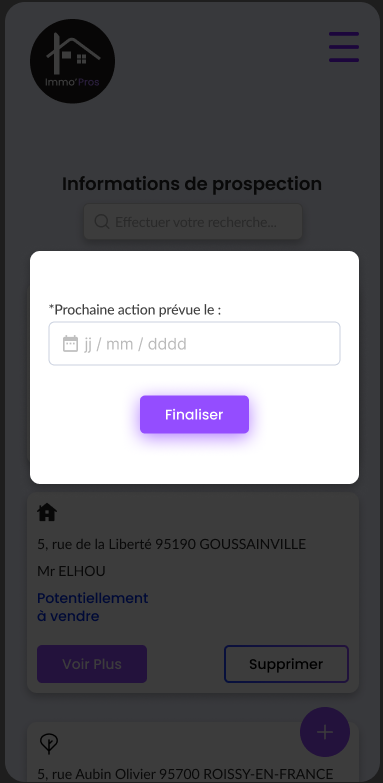 Immo'Pros
Informations de prospection
Effectuer votre recherche...
*Prochaine action prévue le :
jj / mm / dddd
Finaliser
5, rue de la Liberté 95190 GOUSSAINVILLE
Mr ELHOU
Potentiellement
à vendre
Voir Plus
Supprimer
5, rue Aubin Olivier 95700 ROISSY-EN-FRANCE